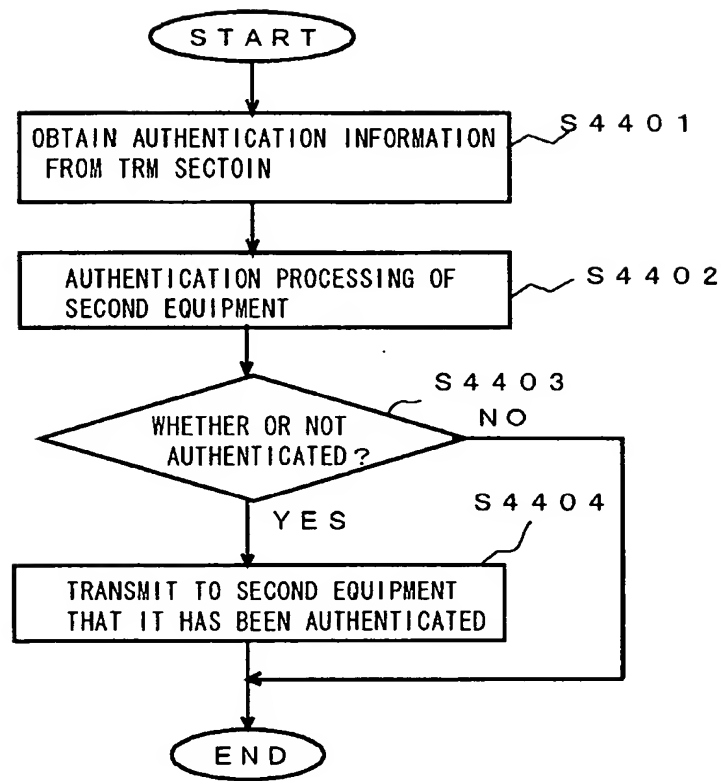 START
OBTAIN AUTHENTICATION INFORMATION
FROM TRM SECTOIN
S4401
AUTHENTICATION PROCESSING OF
SECOND EQUIPMENT
S4402
S4403
WHETHER OR NOT
AUTHENTICATED?
NO
YES
S4404
TRANSMIT TO SECOND EQUIPMENT
THAT IT HAS BEEN AUTHENTICATED
END